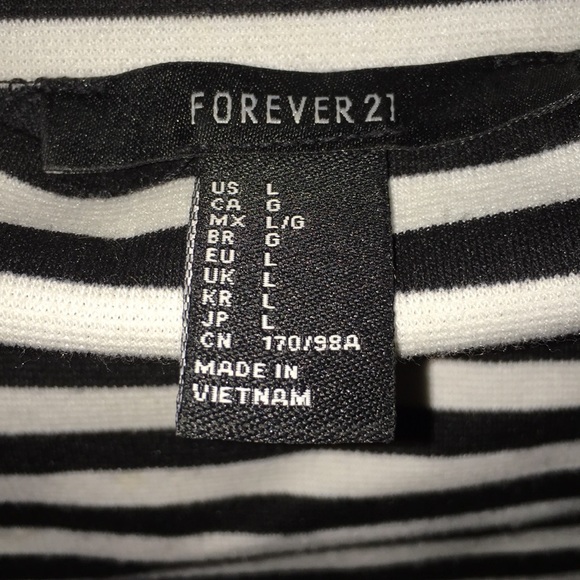 FOREVER 21
US L
CA G
MX L/G
BR G
EU L
UK L
KR L
JP L
CN 170/98A
MADE IN
VIETNAM